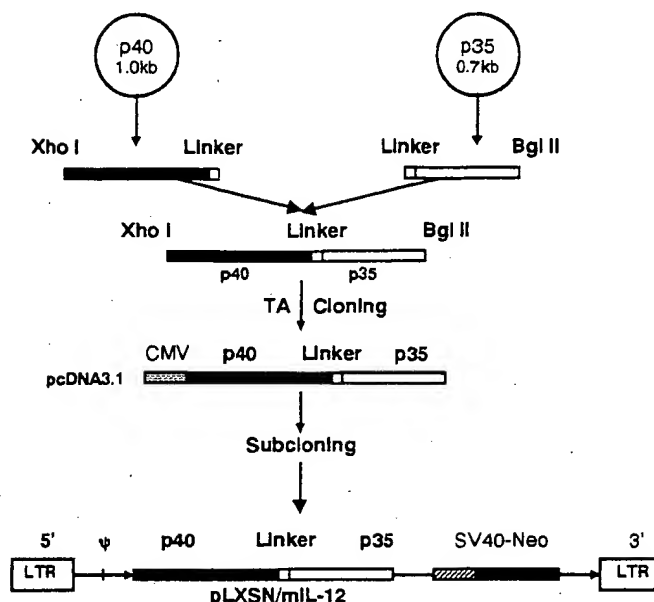 p40 p35
1.0kb 0.7kb
Xho I Linker Linker Bgl II
Xho I Linker Bgl II
p40 p35
TA Cloning
CMV p40 Linker p35
pcDNA3.1
Subcloning
5' ψ p40 Linker p35 SV40-Neo 3'
LTR LTR
pLXSN/mIL-12